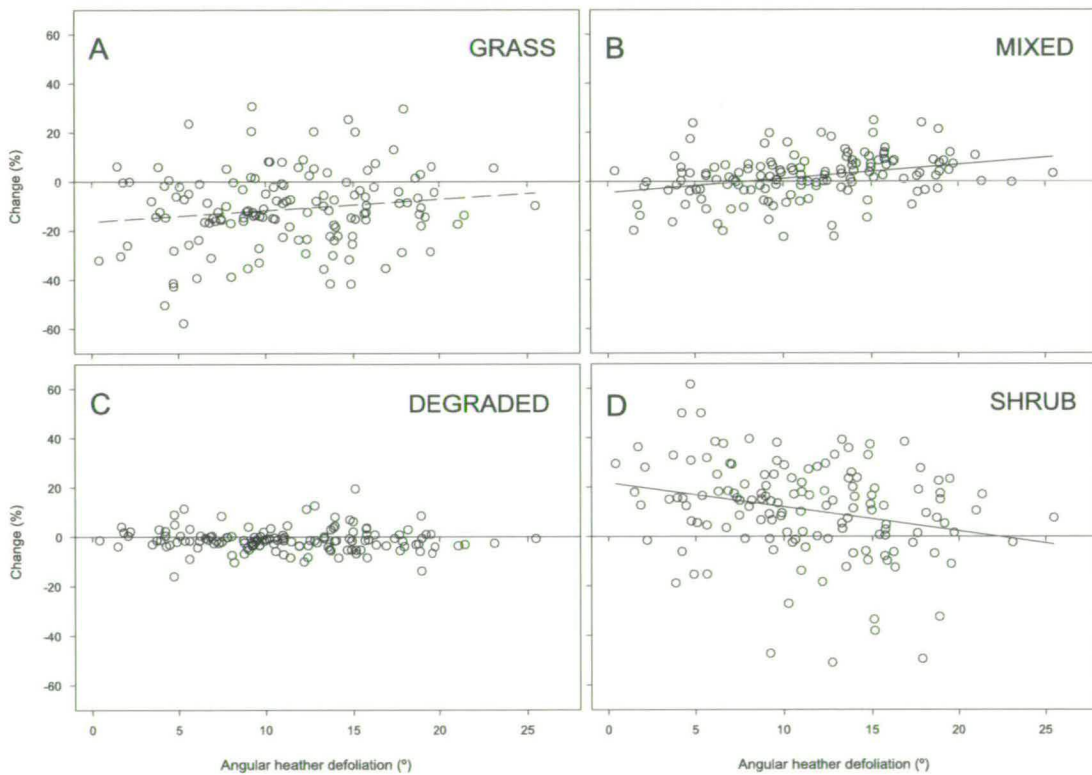 A GRASS
B MIXED
60
40
20
0
-20
-40
-60
Change (%)
C DEGRADED
D SHRUB
60
40
20
0
-20
-40
-60
Change (%)
0 5 10 15 20 25
0 5 10 15 20 25
Angular heather defoliation (º)
Angular heather defoliation (º)